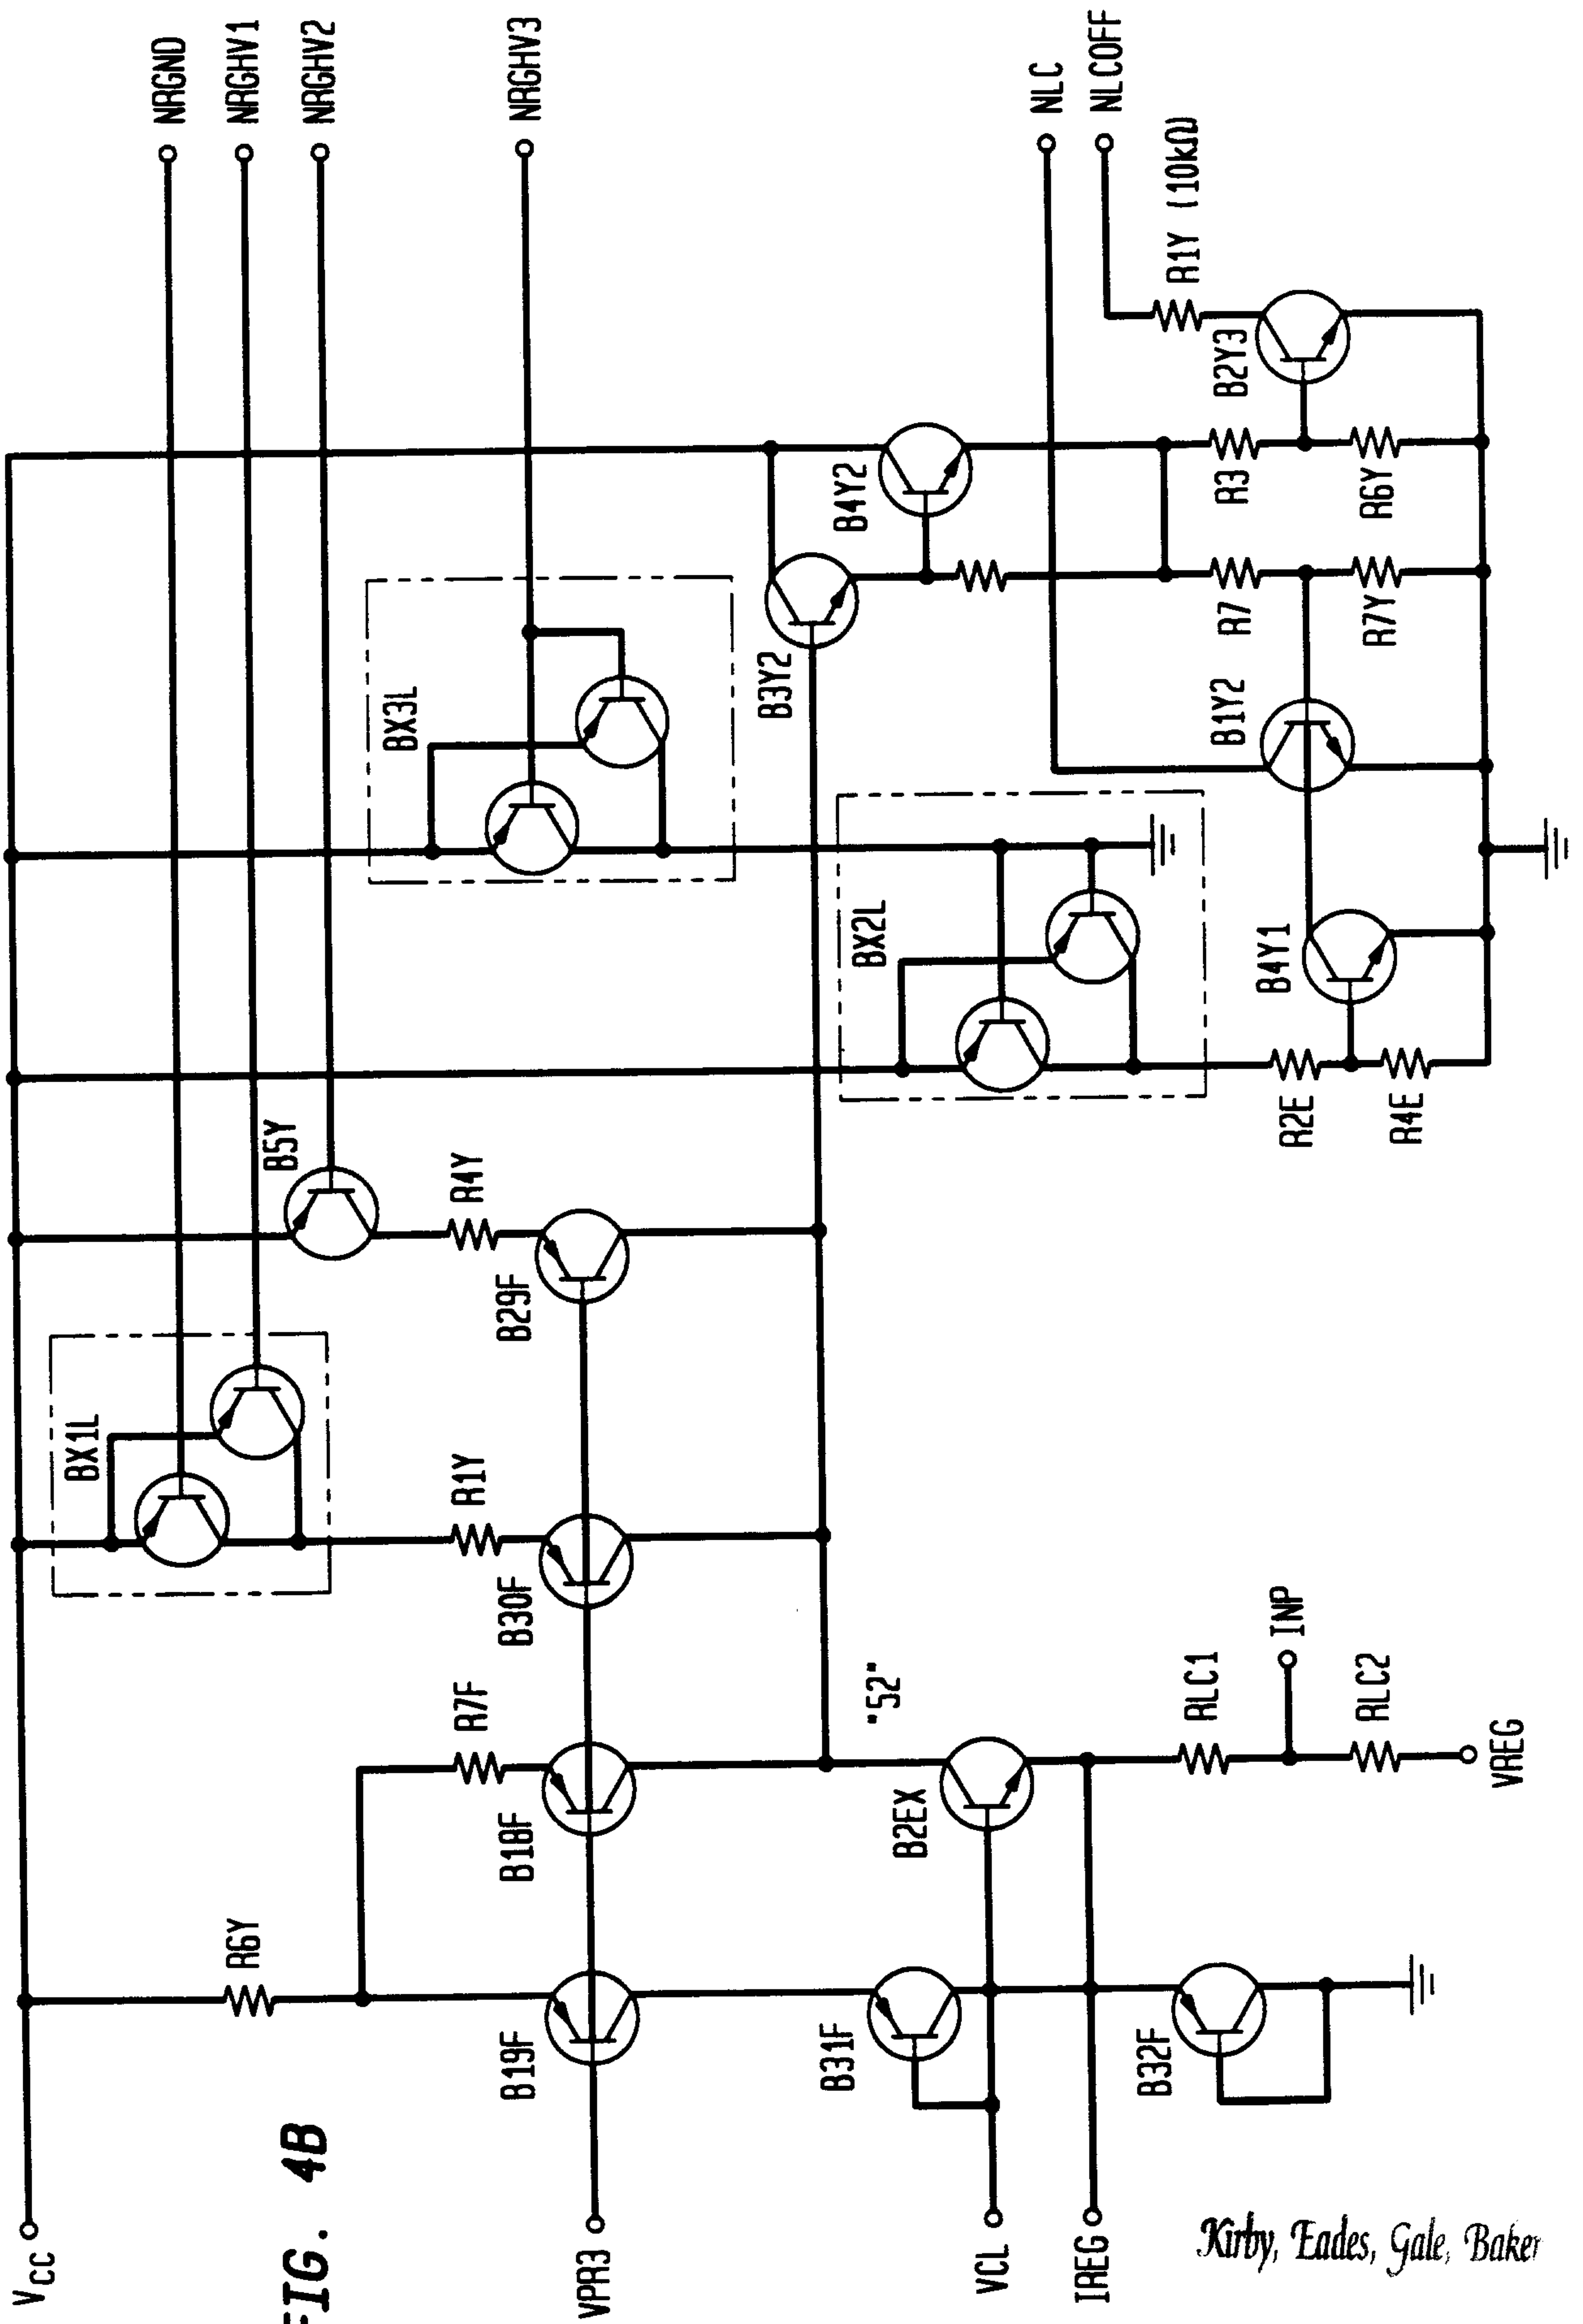 FIG. 4B
VCC
NRGND
NRGHV1
NRGHV2
NRGHV3
NLC
NLCOFF
VPR3
VCL
IREG
R6Y
R7F
B19F
B18F
B31F
B32F
B2EX
"52"
RLC1
INP
RLC2
VREG
BX1L
R1Y
B30F
B5Y
R4Y
B29F
BX3L
BX2L
B3Y2
B4Y2
R2E
R4E
B4Y1
B1Y2
R7
R7Y
R3
R6Y
B2Y3
R1Y (10kΩ)
Kirby, Eades, Gale, Baker